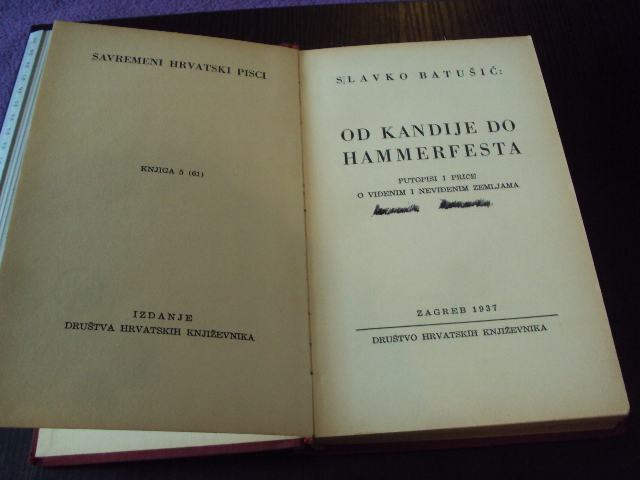 SAVREMENI HRVATSKI PISCI
KNJIGA 5 (61)
IZDANJE
DRUŠTVA HRVATSKIH KNJIŽEVNIKA
SLAVKO BATUŠIĆ:
OD KANDIJE DO
HAMMERFESTA
PUTOPISI I PRIČE
O VIĐENIM I NEVIĐENIM ZEMLJAMA
ZAGREB 1937
DRUŠTVO HRVATSKIH KNJIŽEVNIKA